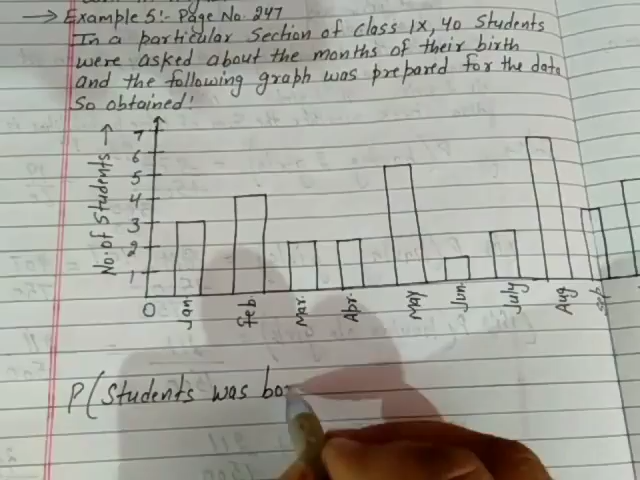 → Example 5:- Page No. 247
In a particular Section of class IX, 40 Students
were asked about the months of their birth
and the following graph was prepared for the data
So obtained:
No. of Students →
7
6
5
4
3
2
1
0
Jan Feb Mar. Apr. May Jun. July Aug Sep
P(Students was bo